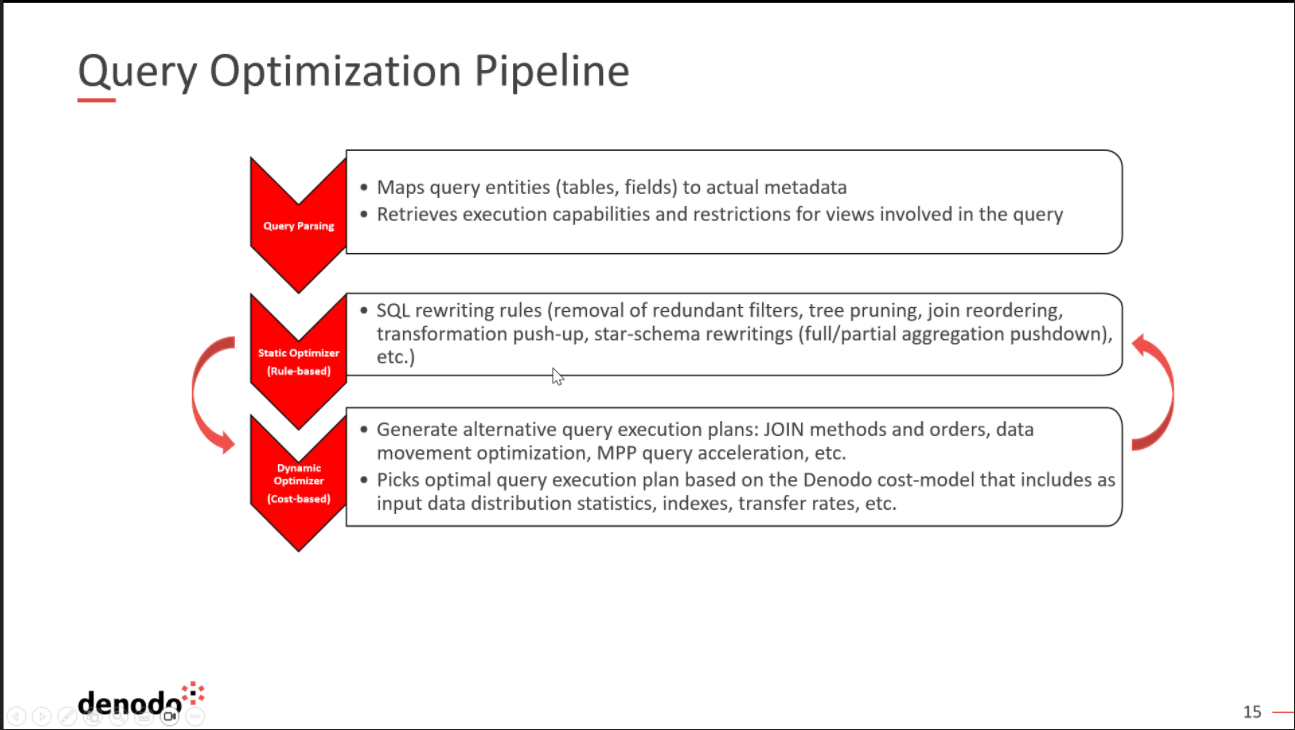 Query Optimization Pipeline
Query Parsing
• Maps query entities (tables, fields) to actual metadata
• Retrieves execution capabilities and restrictions for views involved in the query
Static Optimizer
(Rule-based)
• SQL rewriting rules (removal of redundant filters, tree pruning, join reordering,
transformation push-up, star-schema rewritings (full/partial aggregation pushdown),
etc.)
Dynamic
Optimizer
(Cost-based)
• Generate alternative query execution plans: JOIN methods and orders, data
movement optimization, MPP query acceleration, etc.
• Picks optimal query execution plan based on the Denodo cost-model that includes as
input data distribution statistics, indexes, transfer rates, etc.
denodo
15